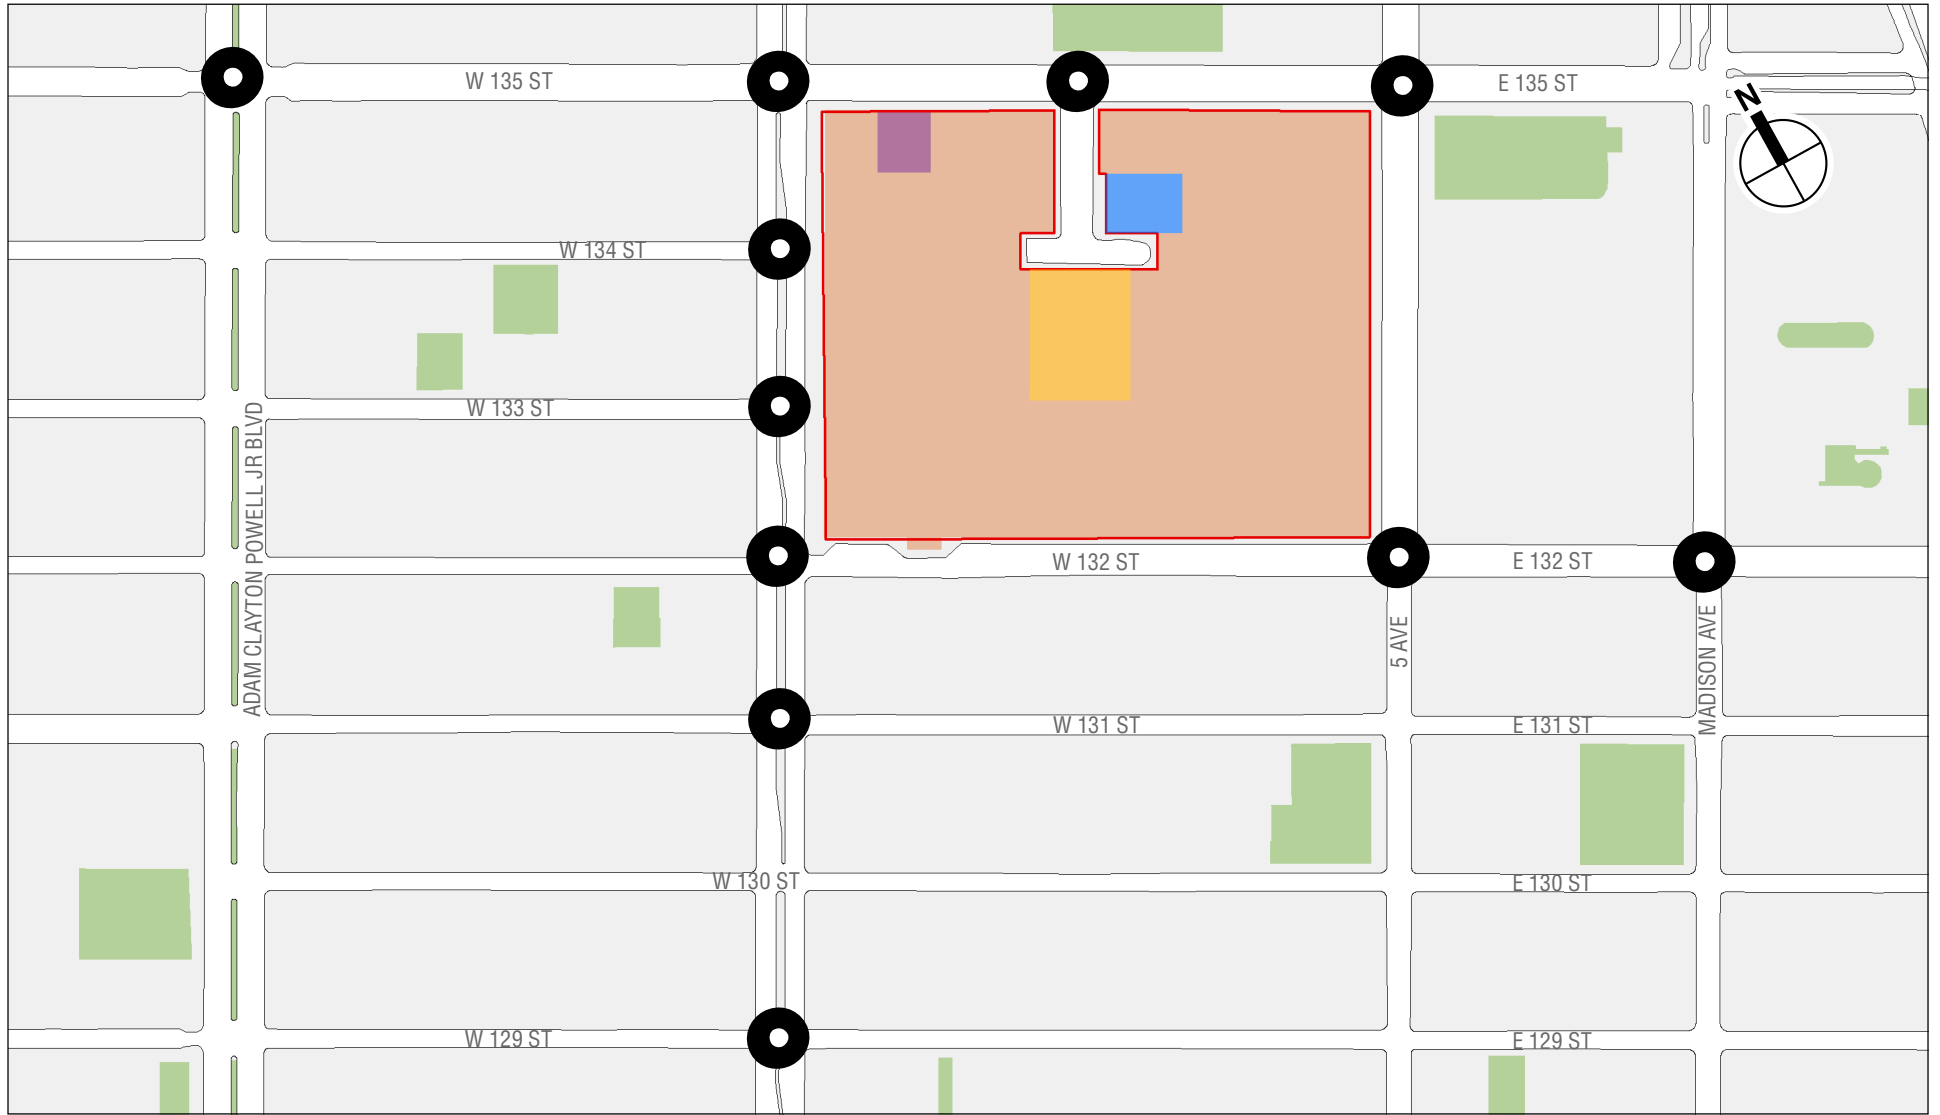 W 135 ST
E 135 ST
N
W 134 ST
W 133 ST
ADAM CLAYTON POWELL JR BLVD
W 132 ST
E 132 ST
5 AVE
MADISON AVE
W 131 ST
E 131 ST
W 130 ST
E 130 ST
W 129 ST
E 129 ST